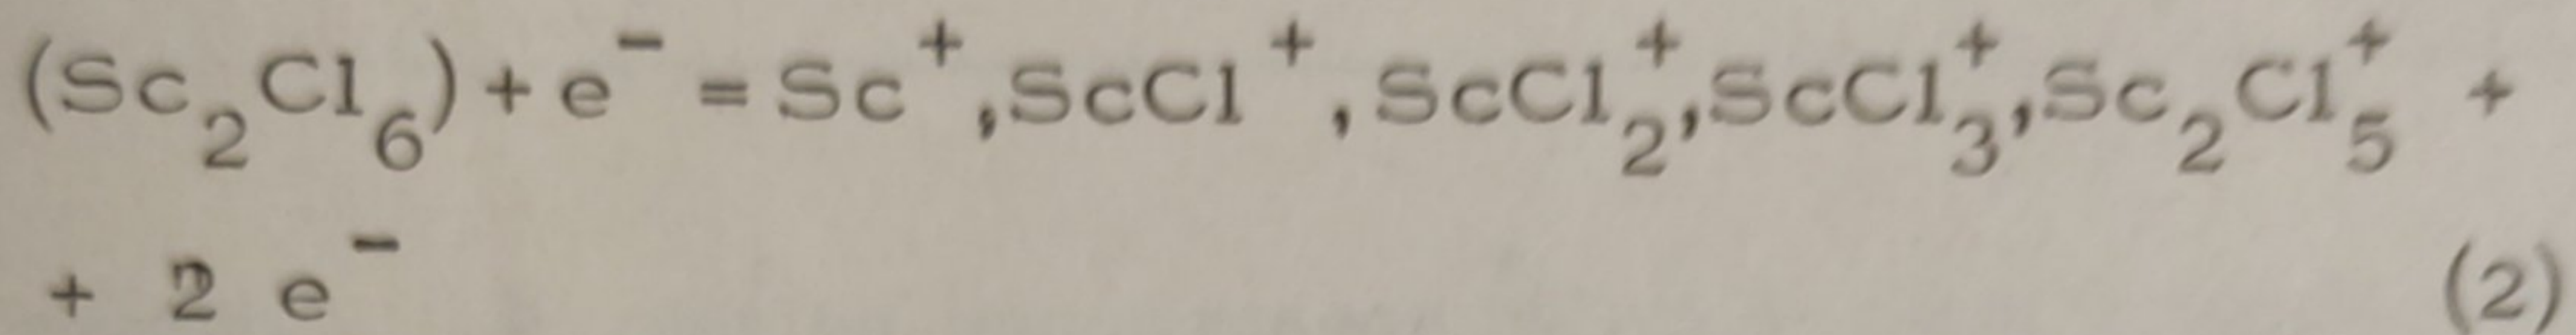 (Sc₂Cl₆) + e⁻ = Sc⁺, ScCl⁺, ScCl₂⁺, ScCl₃⁺, Sc₂Cl₅⁺ +
+ 2 e⁻ (2)